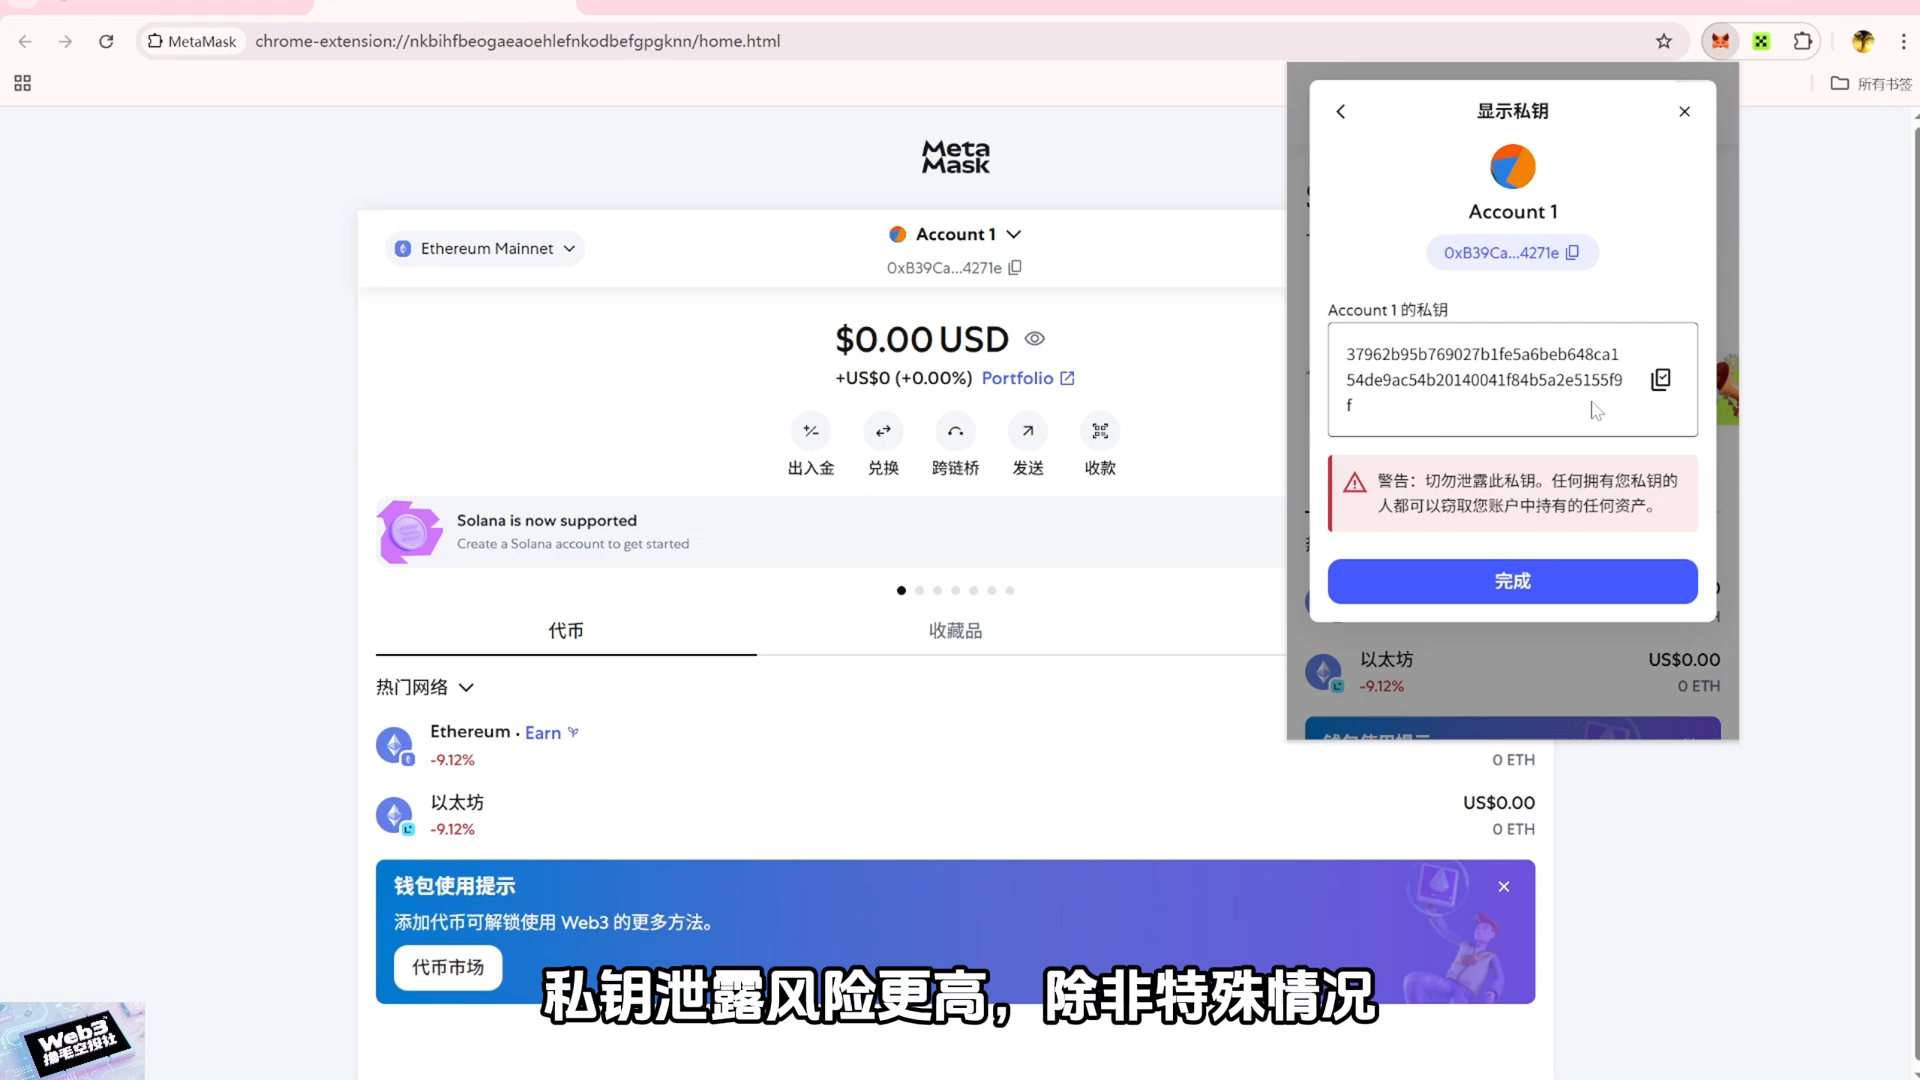 MetaMask
chrome-extension://nkbihfbeogaeaoehlefnkodbefgpgknn/home.html
所有书签
Meta
Mask
Ethereum Mainnet
Account 1
0xB39Ca...4271e
$0.00 USD
+US$0 (+0.00%) Portfolio
出入金
兑换
跨链桥
发送
收款
Solana is now supported
Create a Solana account to get started
代币
收藏品
热门网络
Ethereum • Earn
-9.12%
0 ETH
以太坊
US$0.00
-9.12%
0 ETH
钱包使用提示
添加代币可解锁使用 Web3 的更多方法。
代币市场
显示私钥
Account 1
0xB39Ca...4271e
Account 1 的私钥
37962b95b769027b1fe5a6beb648ca1
54de9ac54b20140041f84b5a2e5155f9
f
警告：切勿泄露此私钥。任何拥有您私钥的
人都可以窃取您账户中持有的任何资产。
完成
以太坊
US$0.00
-9.12%
0 ETH
私钥泄露风险更高，除非特殊情况
Web3
撸毛空投社